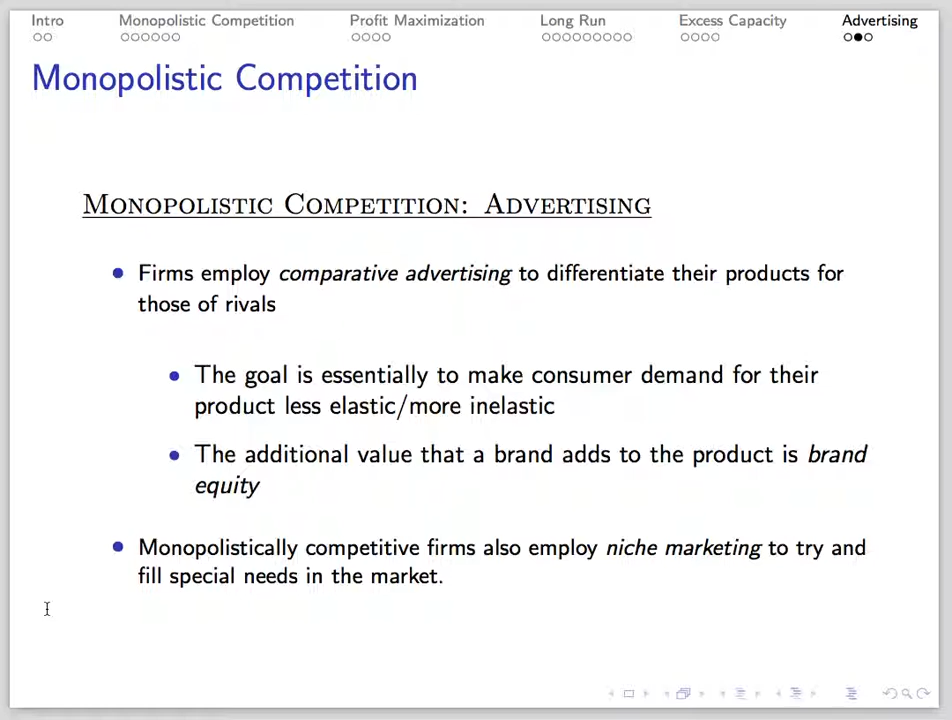 Intro Monopolistic Competition Profit Maximization Long Run Excess Capacity Advertising
Monopolistic Competition
MONOPOLISTIC COMPETITION: ADVERTISING
Firms employ comparative advertising to differentiate their products for
those of rivals
The goal is essentially to make consumer demand for their
product less elastic/more inelastic
The additional value that a brand adds to the product is brand
equity
Monopolistically competitive firms also employ niche marketing to try and
fill special needs in the market.